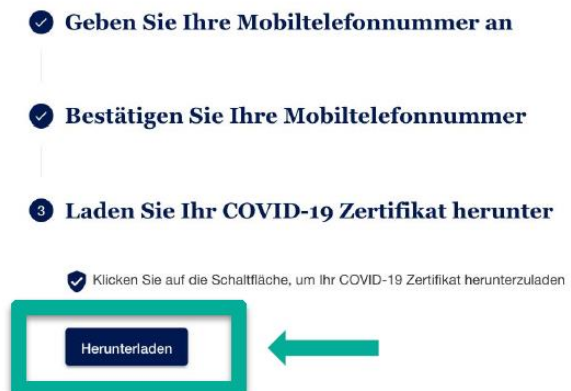 Geben Sie Ihre Mobiltelefonnummer an
Bestätigen Sie Ihre Mobiltelefonnummer
3 Laden Sie Ihr COVID-19 Zertifikat herunter
Klicken Sie auf die Schaltfläche, um Ihr COVID-19 Zertifikat herunterzuladen
Herunterladen